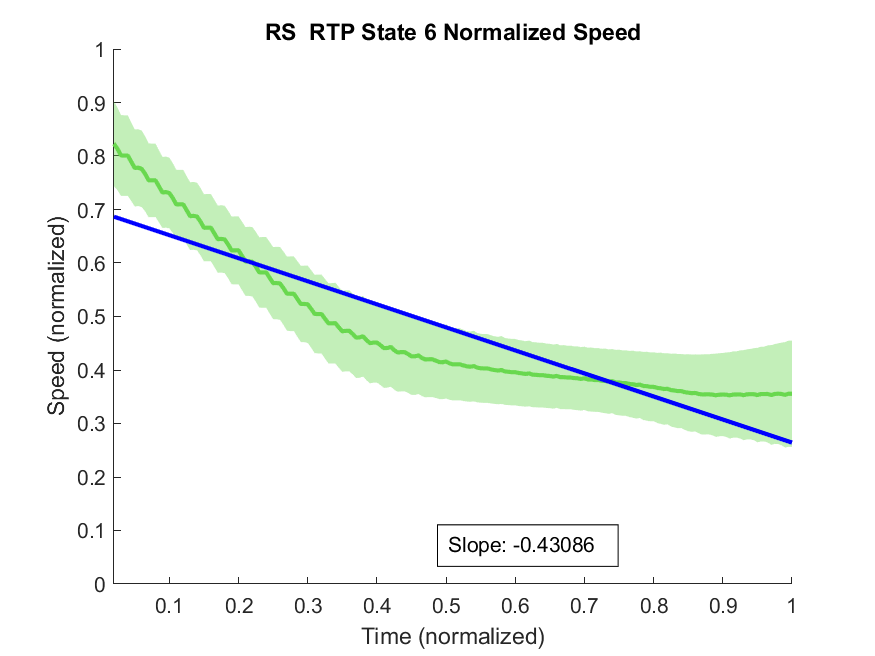 RS  RTP State 6 Normalized Speed
1
0.9
0.8
0.7
0.6
0.5
0.4
0.3
0.2
0.1
0
Speed (normalized)
Slope: -0.43086
0.1 0.2 0.3 0.4 0.5 0.6 0.7 0.8 0.9 1
Time (normalized)